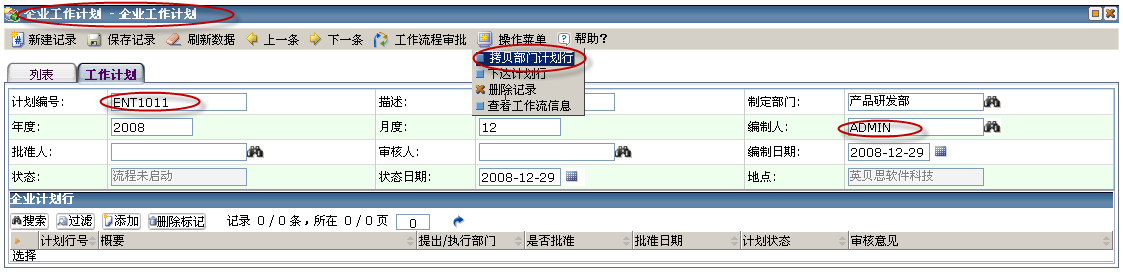 企业工作计划 - 企业工作计划
新建记录 保存记录 刷新数据 上一条 下一条 工作流程审批 操作菜单 帮助?
拷贝部门计划行
下达计划行
删除记录
查看工作流信息
列表 工作计划
计划编号: ENT1011 描述: 制定部门: 产品研发部
年度: 2008 月度: 12 编制人: ADMIN
批准人: 审核人: 编制日期: 2008-12-29
状态: 流程未启动 状态日期: 2008-12-29 地点: 英贝思软件科技
企业计划行
搜索 过滤 添加 删除标记 记录 0 / 0 条，所在 0 / 0 页 0
计划行号 概要 提出/执行部门 是否批准 批准日期 计划状态 审核意见
选择